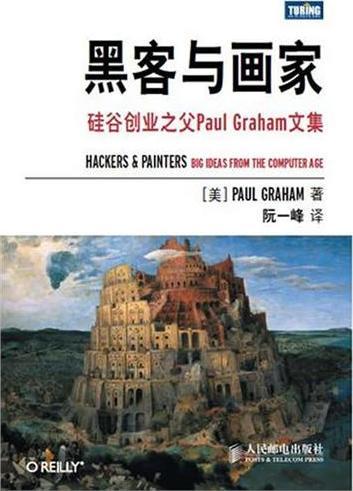 TURING
黑客与画家
硅谷创业之父Paul Graham文集
HACKERS & PAINTERS BIG IDEAS FROM THE COMPUTER AGE
[美] PAUL GRAHAM 著
阮一峰 译
O'REILLY®
人民邮电出版社
POSTS & TELECOM PRESS